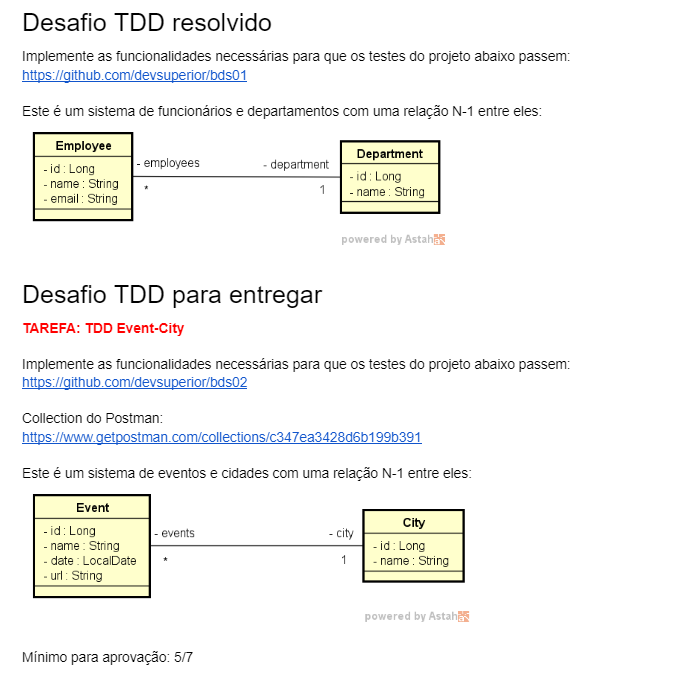 Desafio TDD resolvido
Implemente as funcionalidades necessárias para que os testes do projeto abaixo passem:
https://github.com/devsuperior/bds01
Este é um sistema de funcionários e departamentos com uma relação N-1 entre eles:
Employee
- id : Long
- name : String
- email : String
- employees
*
- department
1
Department
- id : Long
- name : String
powered by Astah
Desafio TDD para entregar
TAREFA: TDD Event-City
Implemente as funcionalidades necessárias para que os testes do projeto abaixo passem:
https://github.com/devsuperior/bds02
Collection do Postman:
https://www.getpostman.com/collections/c347ea3428d6b199b391
Este é um sistema de eventos e cidades com uma relação N-1 entre eles:
Event
- id : Long
- name : String
- date : LocalDate
- url : String
- events
*
- city
1
City
- id : Long
- name : String
powered by Astah
Mínimo para aprovação: 5/7